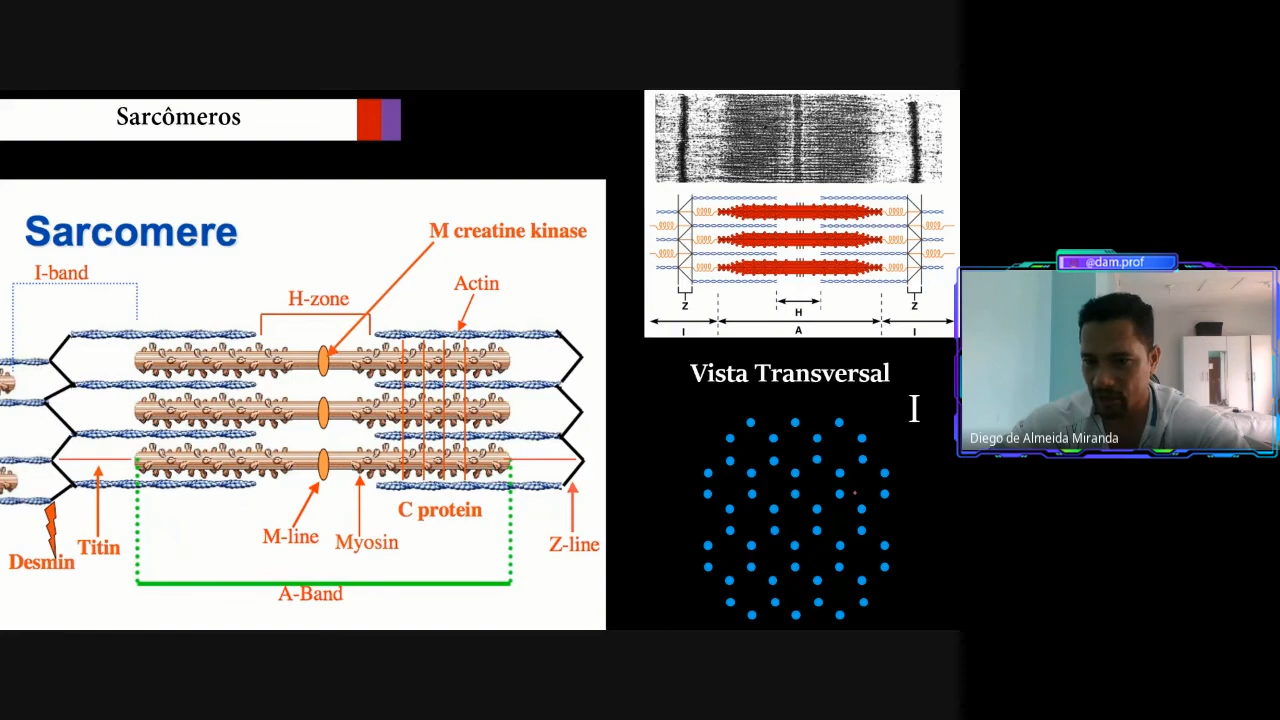 Sarcômeros
Sarcomere
M creatine kinase
I-band
H-zone
Actin
C protein
M-line
Myosin
Z-line
Titin
Desmin
A-Band
Z
H
Z
I
A
I
Vista Transversal
I
@dam.prof
Diego de Almeida Miranda